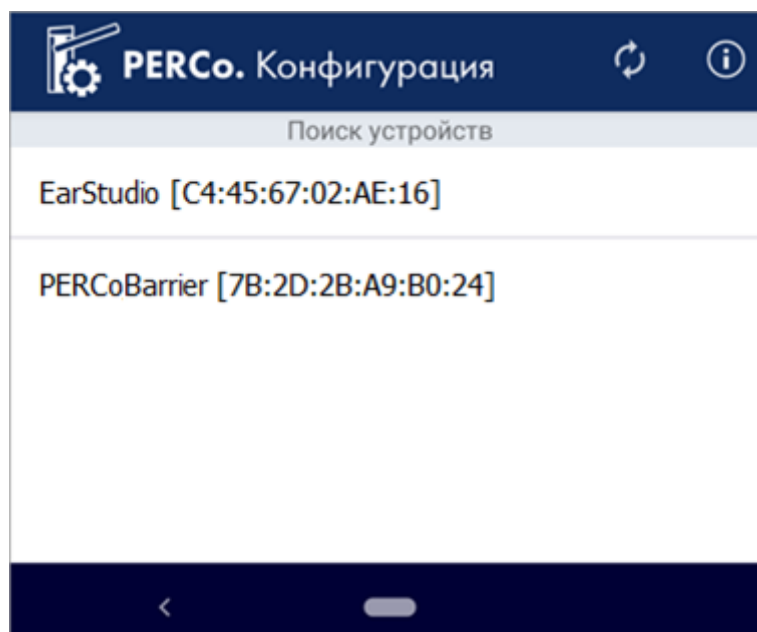 PERCo. Конфигурация
Поиск устройств
EarStudio [C4:45:67:02:AE:16]
PERCoBarrier [7B:2D:2B:A9:B0:24]